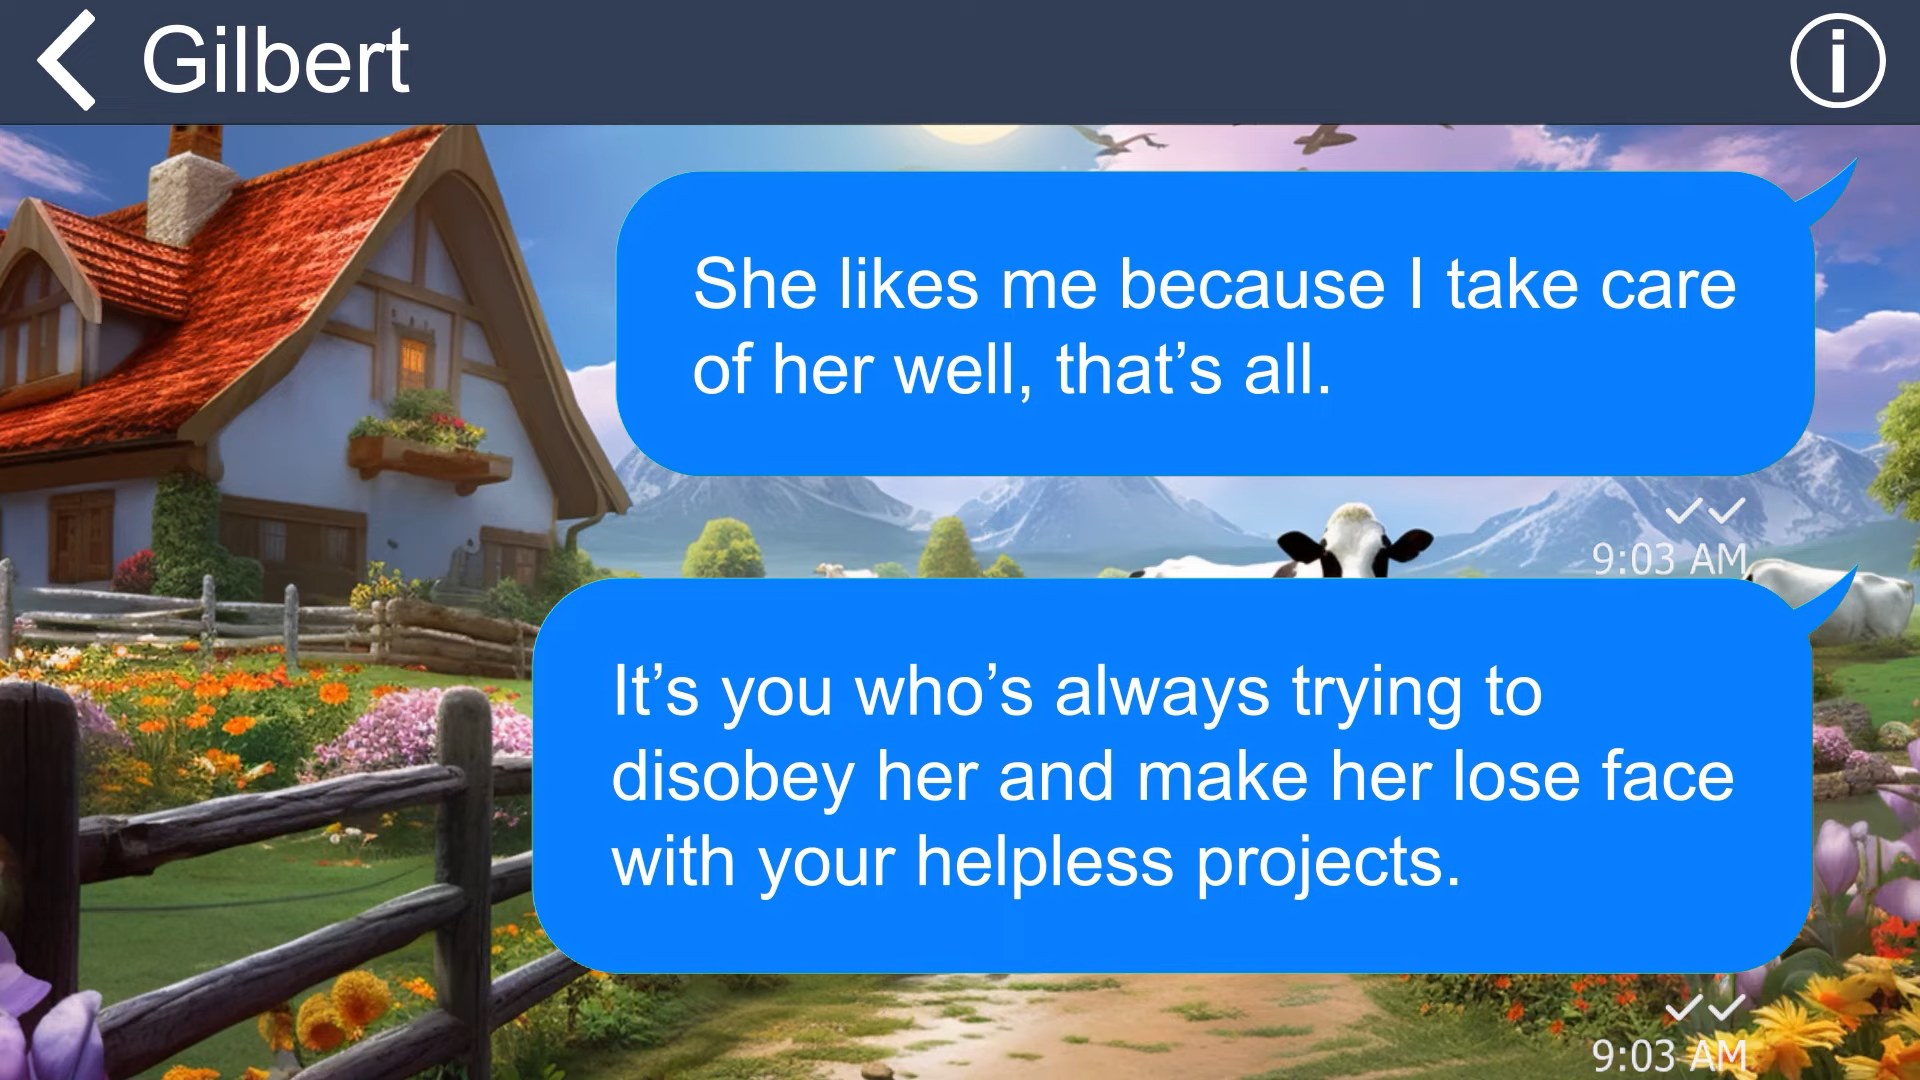 Gilbert
She likes me because I take care
of her well, that’s all.
9:03 AM
It’s you who’s always trying to
disobey her and make her lose face
with your helpless projects.
9:03 AM